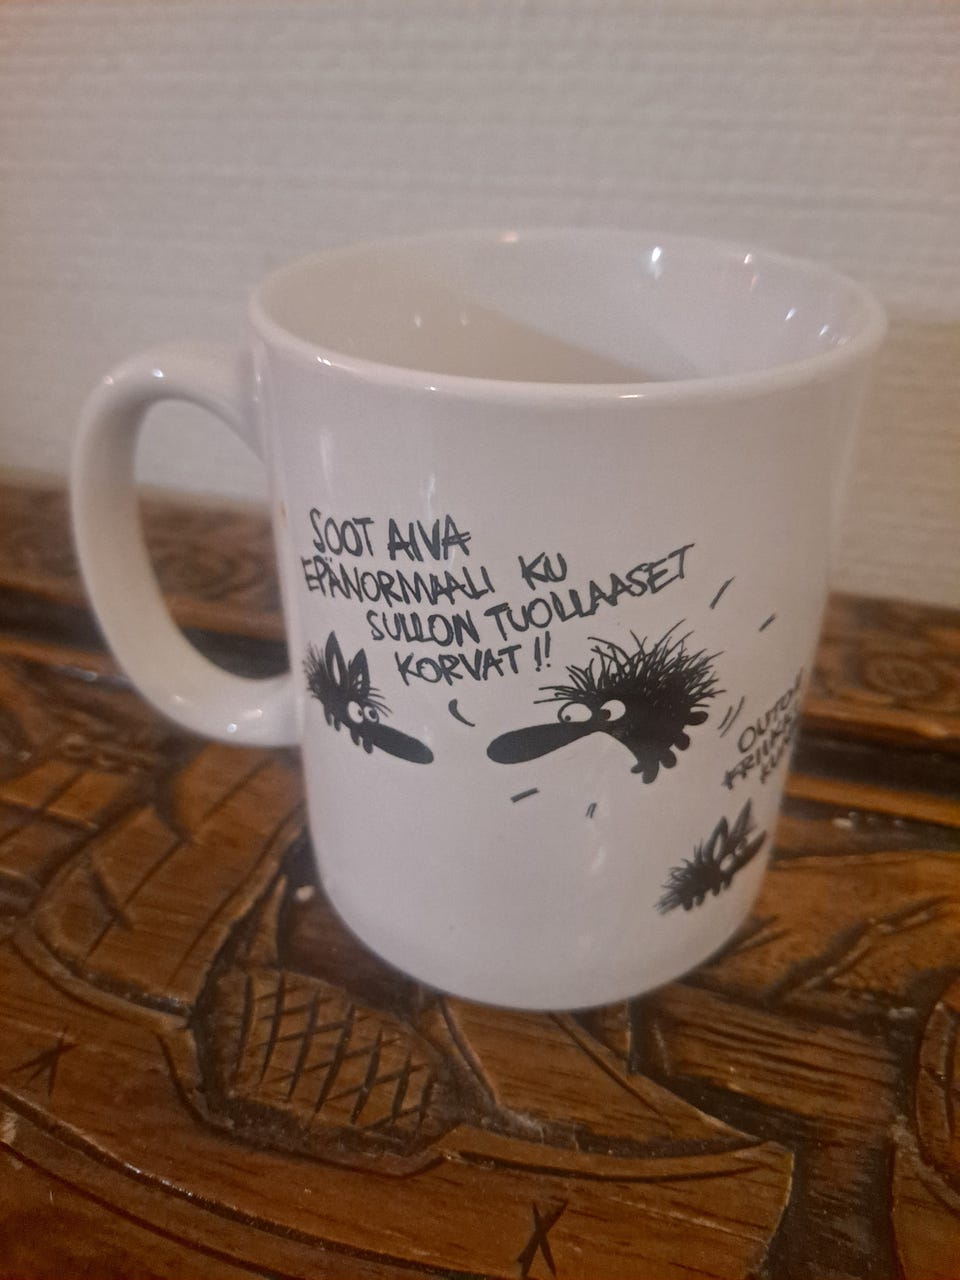 SOOT AIVA
EPÄNORMAALI KU
SULLON TUOLLAASET
KORVAT !!